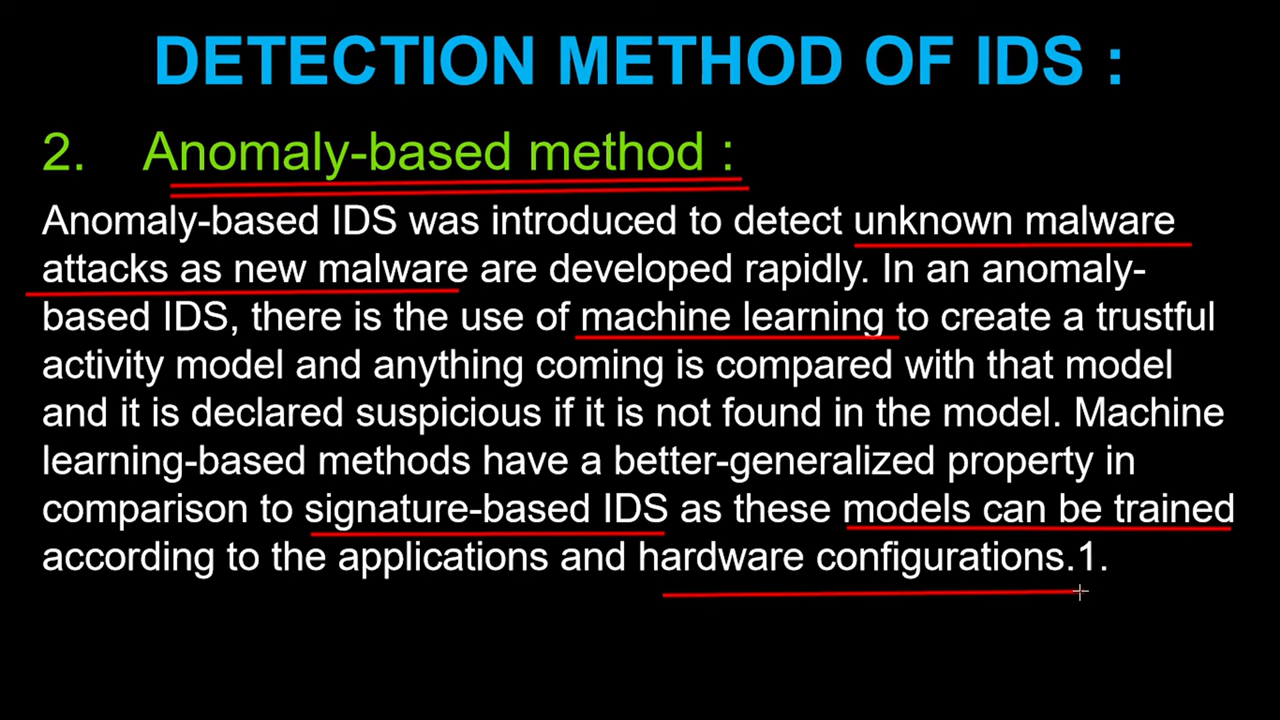 DETECTION METHOD OF IDS :
2. Anomaly-based method :
Anomaly-based IDS was introduced to detect unknown malware
attacks as new malware are developed rapidly. In an anomaly-
based IDS, there is the use of machine learning to create a trustful
activity model and anything coming is compared with that model
and it is declared suspicious if it is not found in the model. Machine
learning-based methods have a better-generalized property in
comparison to signature-based IDS as these models can be trained
according to the applications and hardware configurations.1.